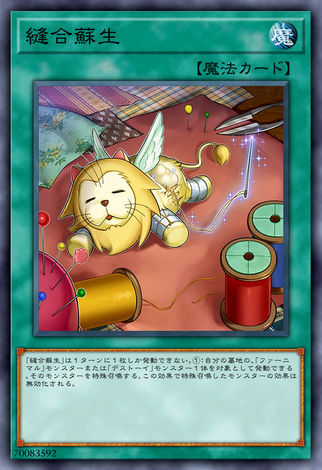 縫合蘇生
魔
【魔法カード】
「縫合蘇生」は1ターンに1枚しか発動できない。①:自分の墓地の、「ファーニ
マル」モンスターまたは「デストーイ」モンスター1体を対象として発動できる
。そのモンスターを特殊召喚する。この効果で特殊召喚したモンスターの効果は
無効化される。
70083592